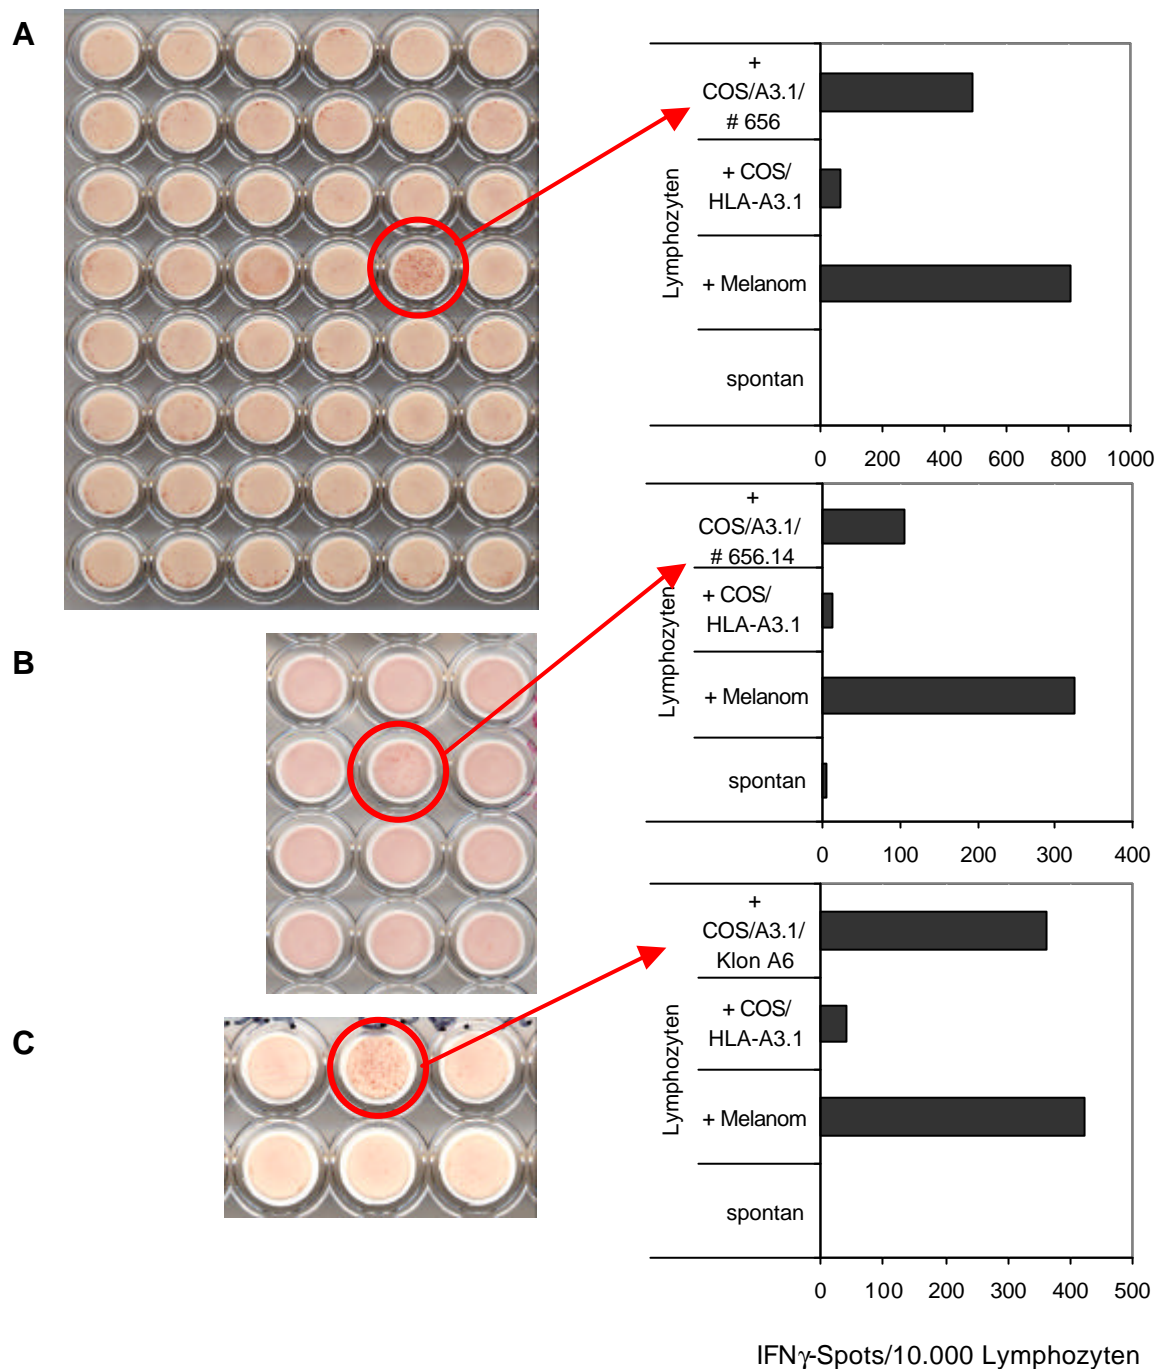 A
+
COS/A3.1/
# 656
+ COS/
HLA-A3.1
+ Melanom
spontan
Lymphozyten
0 200 400 600 800 1000
B
+
COS/A3.1/
# 656.14
+ COS/
HLA-A3.1
+ Melanom
spontan
Lymphozyten
0 100 200 300 400
C
+
COS/A3.1/
Klon A6
+ COS/
HLA-A3.1
+ Melanom
spontan
Lymphozyten
0 100 200 300 400 500
IFNγ-Spots/10.000 Lymphozyten